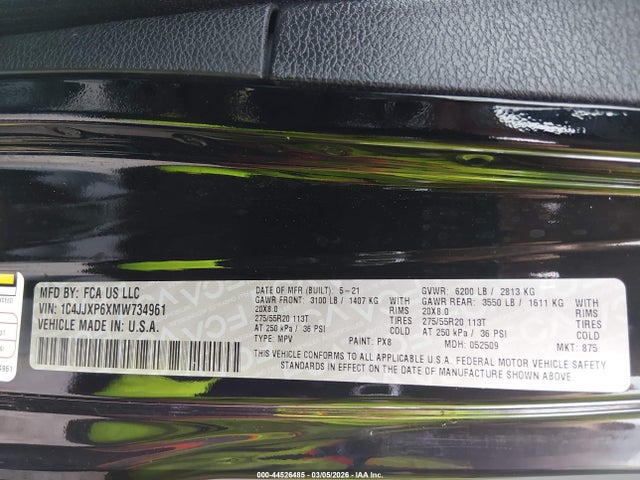 MFD BY: FCA US LLC
VIN: 1C4JJXP6XMW734961
VEHICLE MADE IN U.S.A.
DATE OF MFR (BUILT): 5-21
GAWR FRONT: 3100 LB / 1407 KG WITH
20X8.0 RIMS
275/55R20 113T TIRES
AT 250 kPa / 36 PSI COLD
TYPE: MPV PAINT: PX8
GVWR: 6200 LB / 2813 KG
GAWR REAR: 3550 LB / 1611 KG WITH
20X8.0 RIMS
275/55R20 113T TIRES
AT 250 kPa / 36 PSI COLD
MDH: 052509 MKT: 875
THIS VEHICLE CONFORMS TO ALL APPLICABLE U.S.A. FEDERAL MOTOR VEHICLE SAFETY
STANDARDS IN EFFECT ON THE DATE OF MANUFACTURE SHOWN ABOVE.
4961
000-44526485 - 03/05/2026 - IAA Inc.